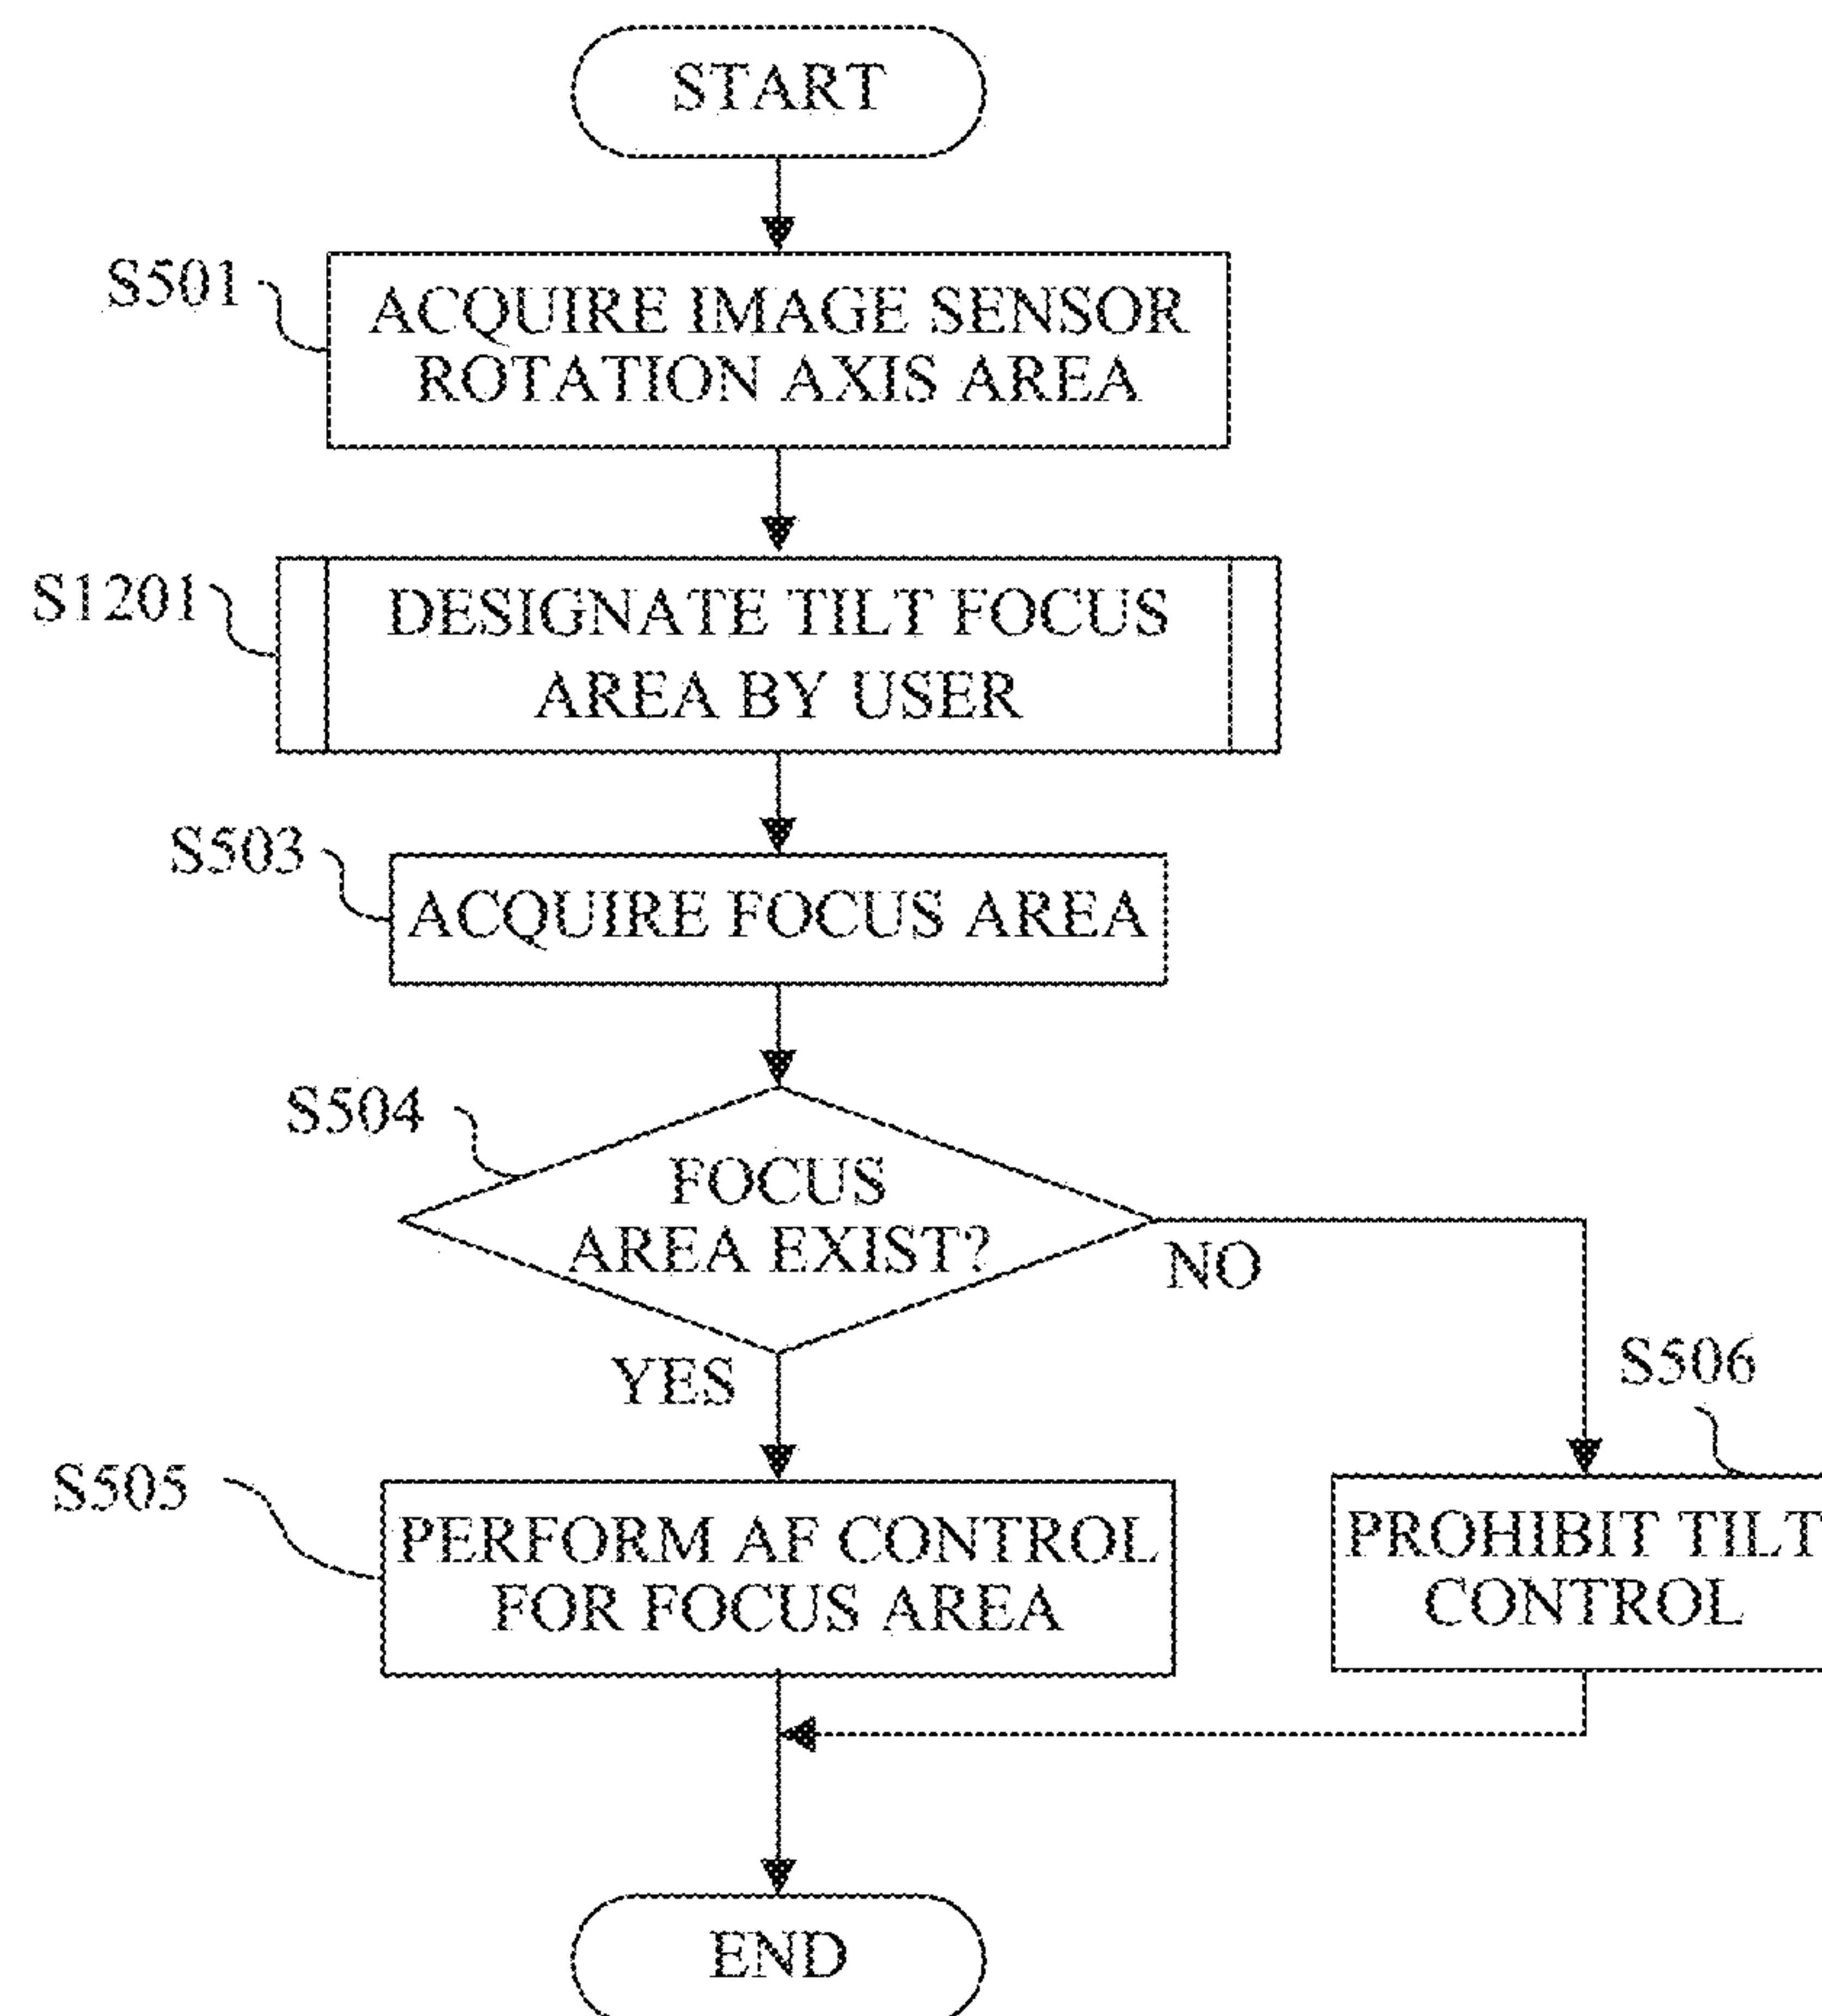 START
S501
ACQUIRE IMAGE SENSOR
ROTATION AXIS AREA
S1201
DESIGNATE TILT FOCUS
AREA BY USER
S503
ACQUIRE FOCUS AREA
S504
FOCUS
AREA EXIST?
NO
YES
S506
S505
PERFORM AF CONTROL
FOR FOCUS AREA
PROHIBIT TILT
CONTROL
END